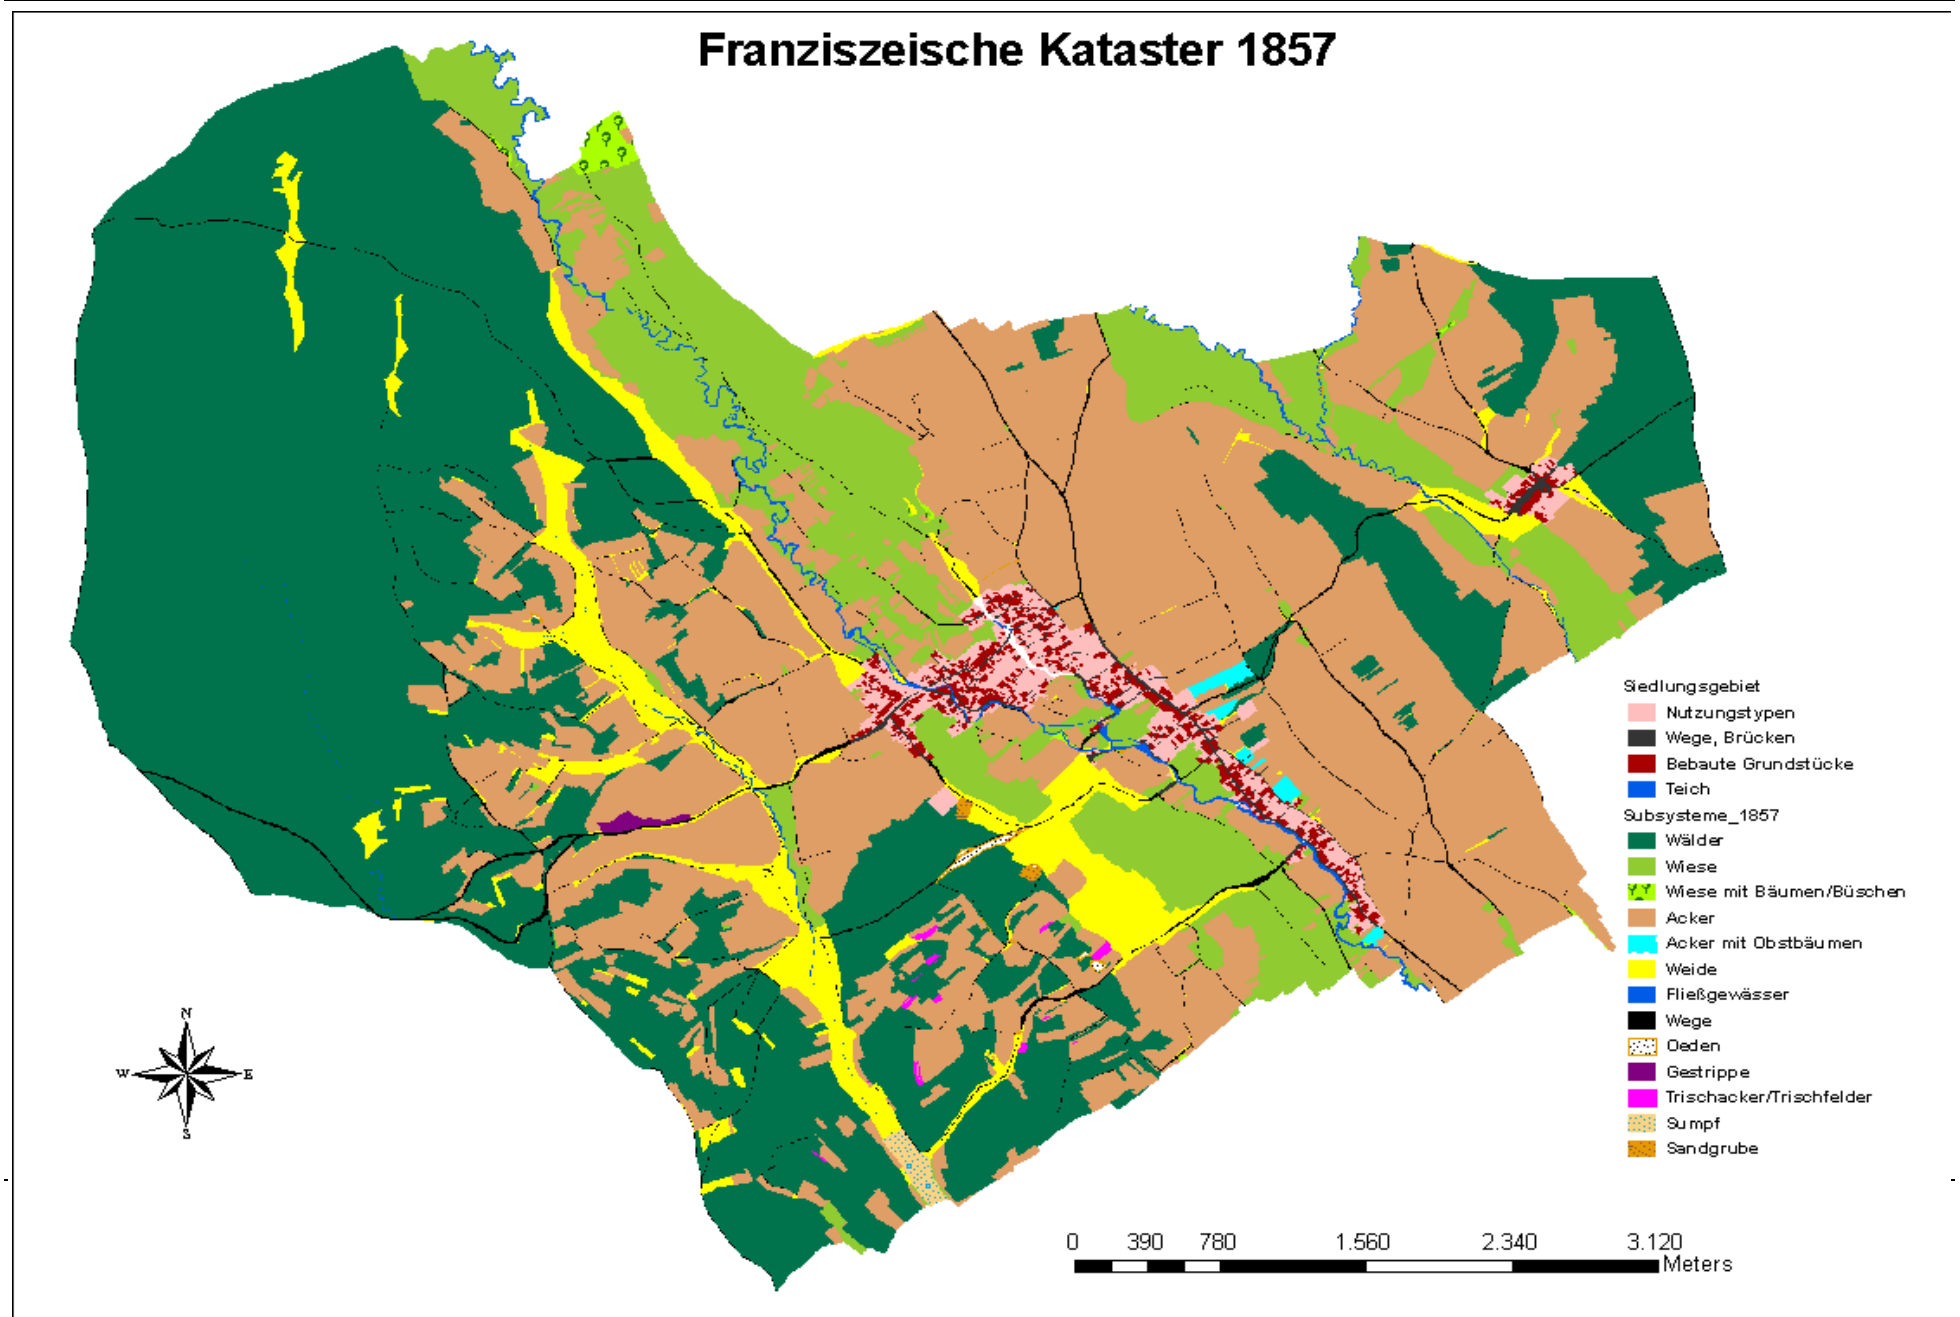 Franziszeische Kataster 1857
Siedlungsgebiet
Nutzungstypen
Wege, Brücken
Bebaute Grundstücke
Teich
Subsysteme_1857
Wälder
Wiese
Wiese mit Bäumen/Büschen
Acker
Acker mit Obstbäumen
Weide
Fließgewässer
Wege
Oeden
Gestrippe
Trischacker/Trischfelder
Sumpf
Sandgrube
N
W E
S
0 390 780 1.560 2.340 3.120
Meters